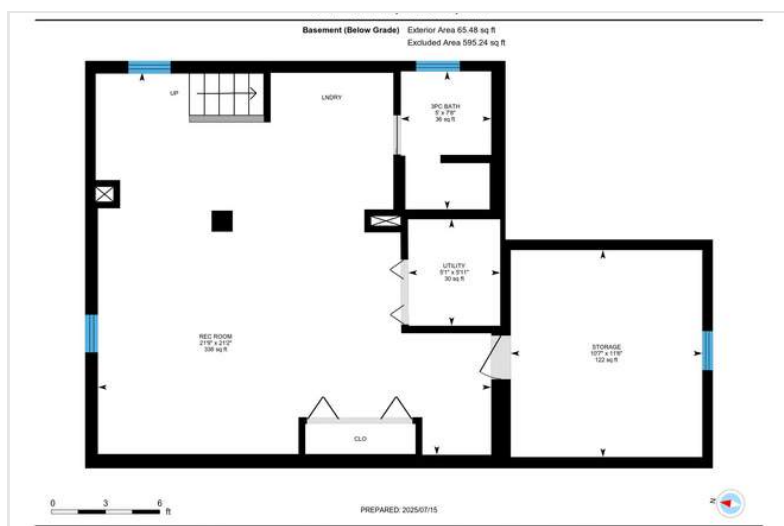 Basement (Below Grade) Exterior Area 65.48 sq ft
Excluded Area 595.24 sq ft
UP
LNDRY
3PC BATH
5' x 7'8"
36 sq ft
UTILITY
5'1" x 5'11"
30 sq ft
REC ROOM
21'9" x 21'2"
336 sq ft
STORAGE
10'7" x 11'6"
122 sq ft
CLO
0 3 6
ft
PREPARED: 2025/07/15
N